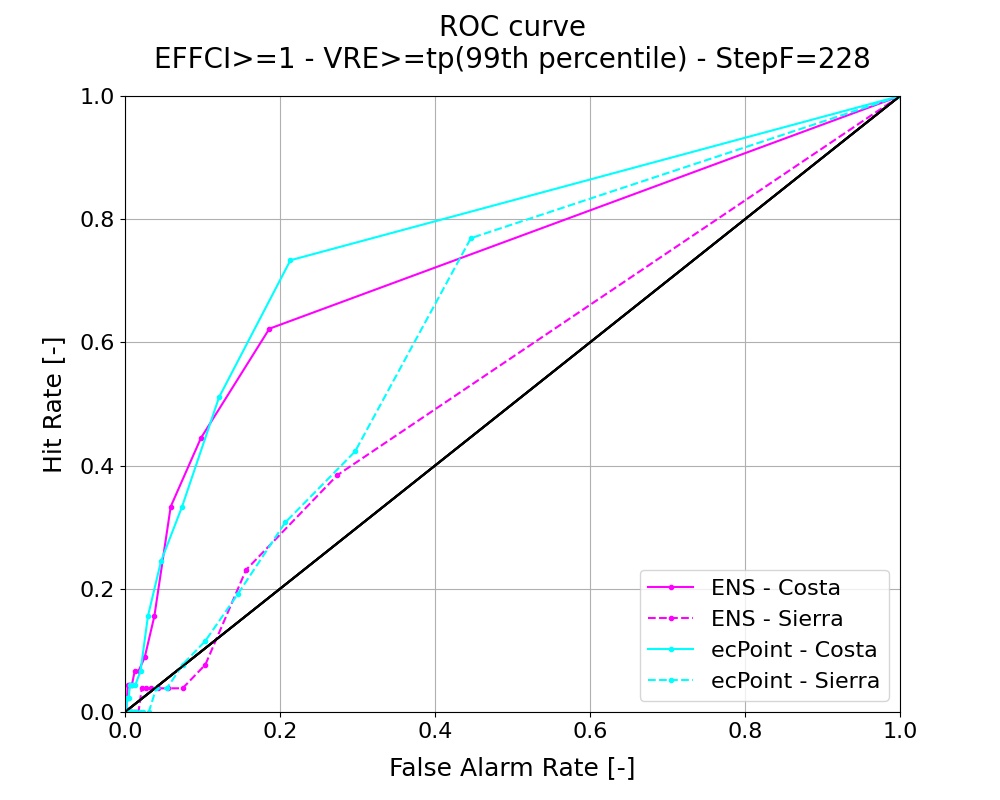 ROC curve
EFFCI>=1 - VRE>=tp(99th percentile) - StepF=228
1.0
0.8
0.6
0.4
0.2
0.0
Hit Rate [-]
0.0 0.2 0.4 0.6 0.8 1.0
False Alarm Rate [-]
ENS - Costa
ENS - Sierra
ecPoint - Costa
ecPoint - Sierra